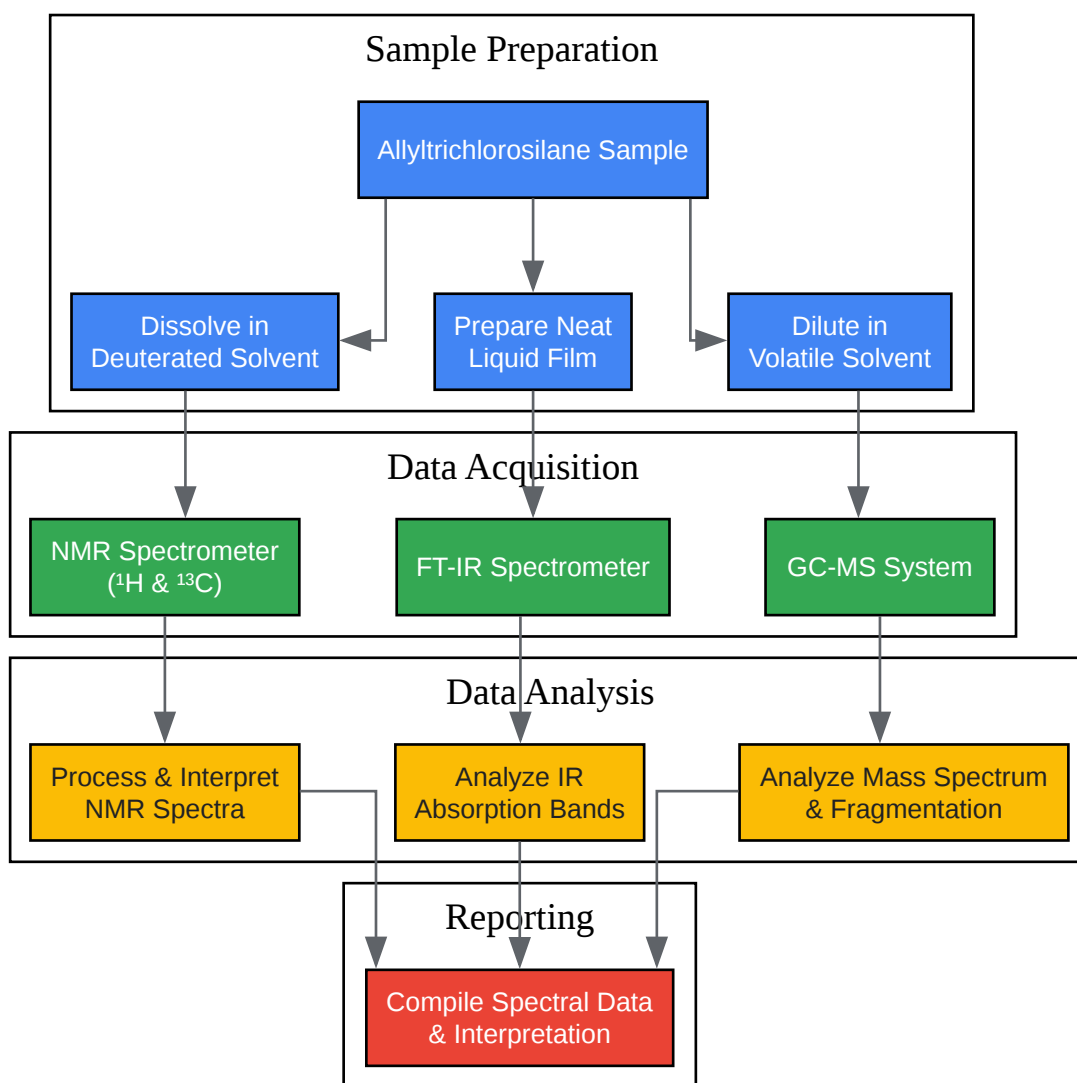 Sample Preparation
Allyltrichlorosilane Sample
Dissolve in
Deuterated Solvent
Prepare Neat
Liquid Film
Dilute in
Volatile Solvent
Data Acquisition
NMR Spectrometer
(¹H & ¹³C)
FT-IR Spectrometer
GC-MS System
Data Analysis
Process & Interpret
NMR Spectra
Analyze IR
Absorption Bands
Analyze Mass Spectrum
& Fragmentation
Reporting
Compile Spectral Data
& Interpretation